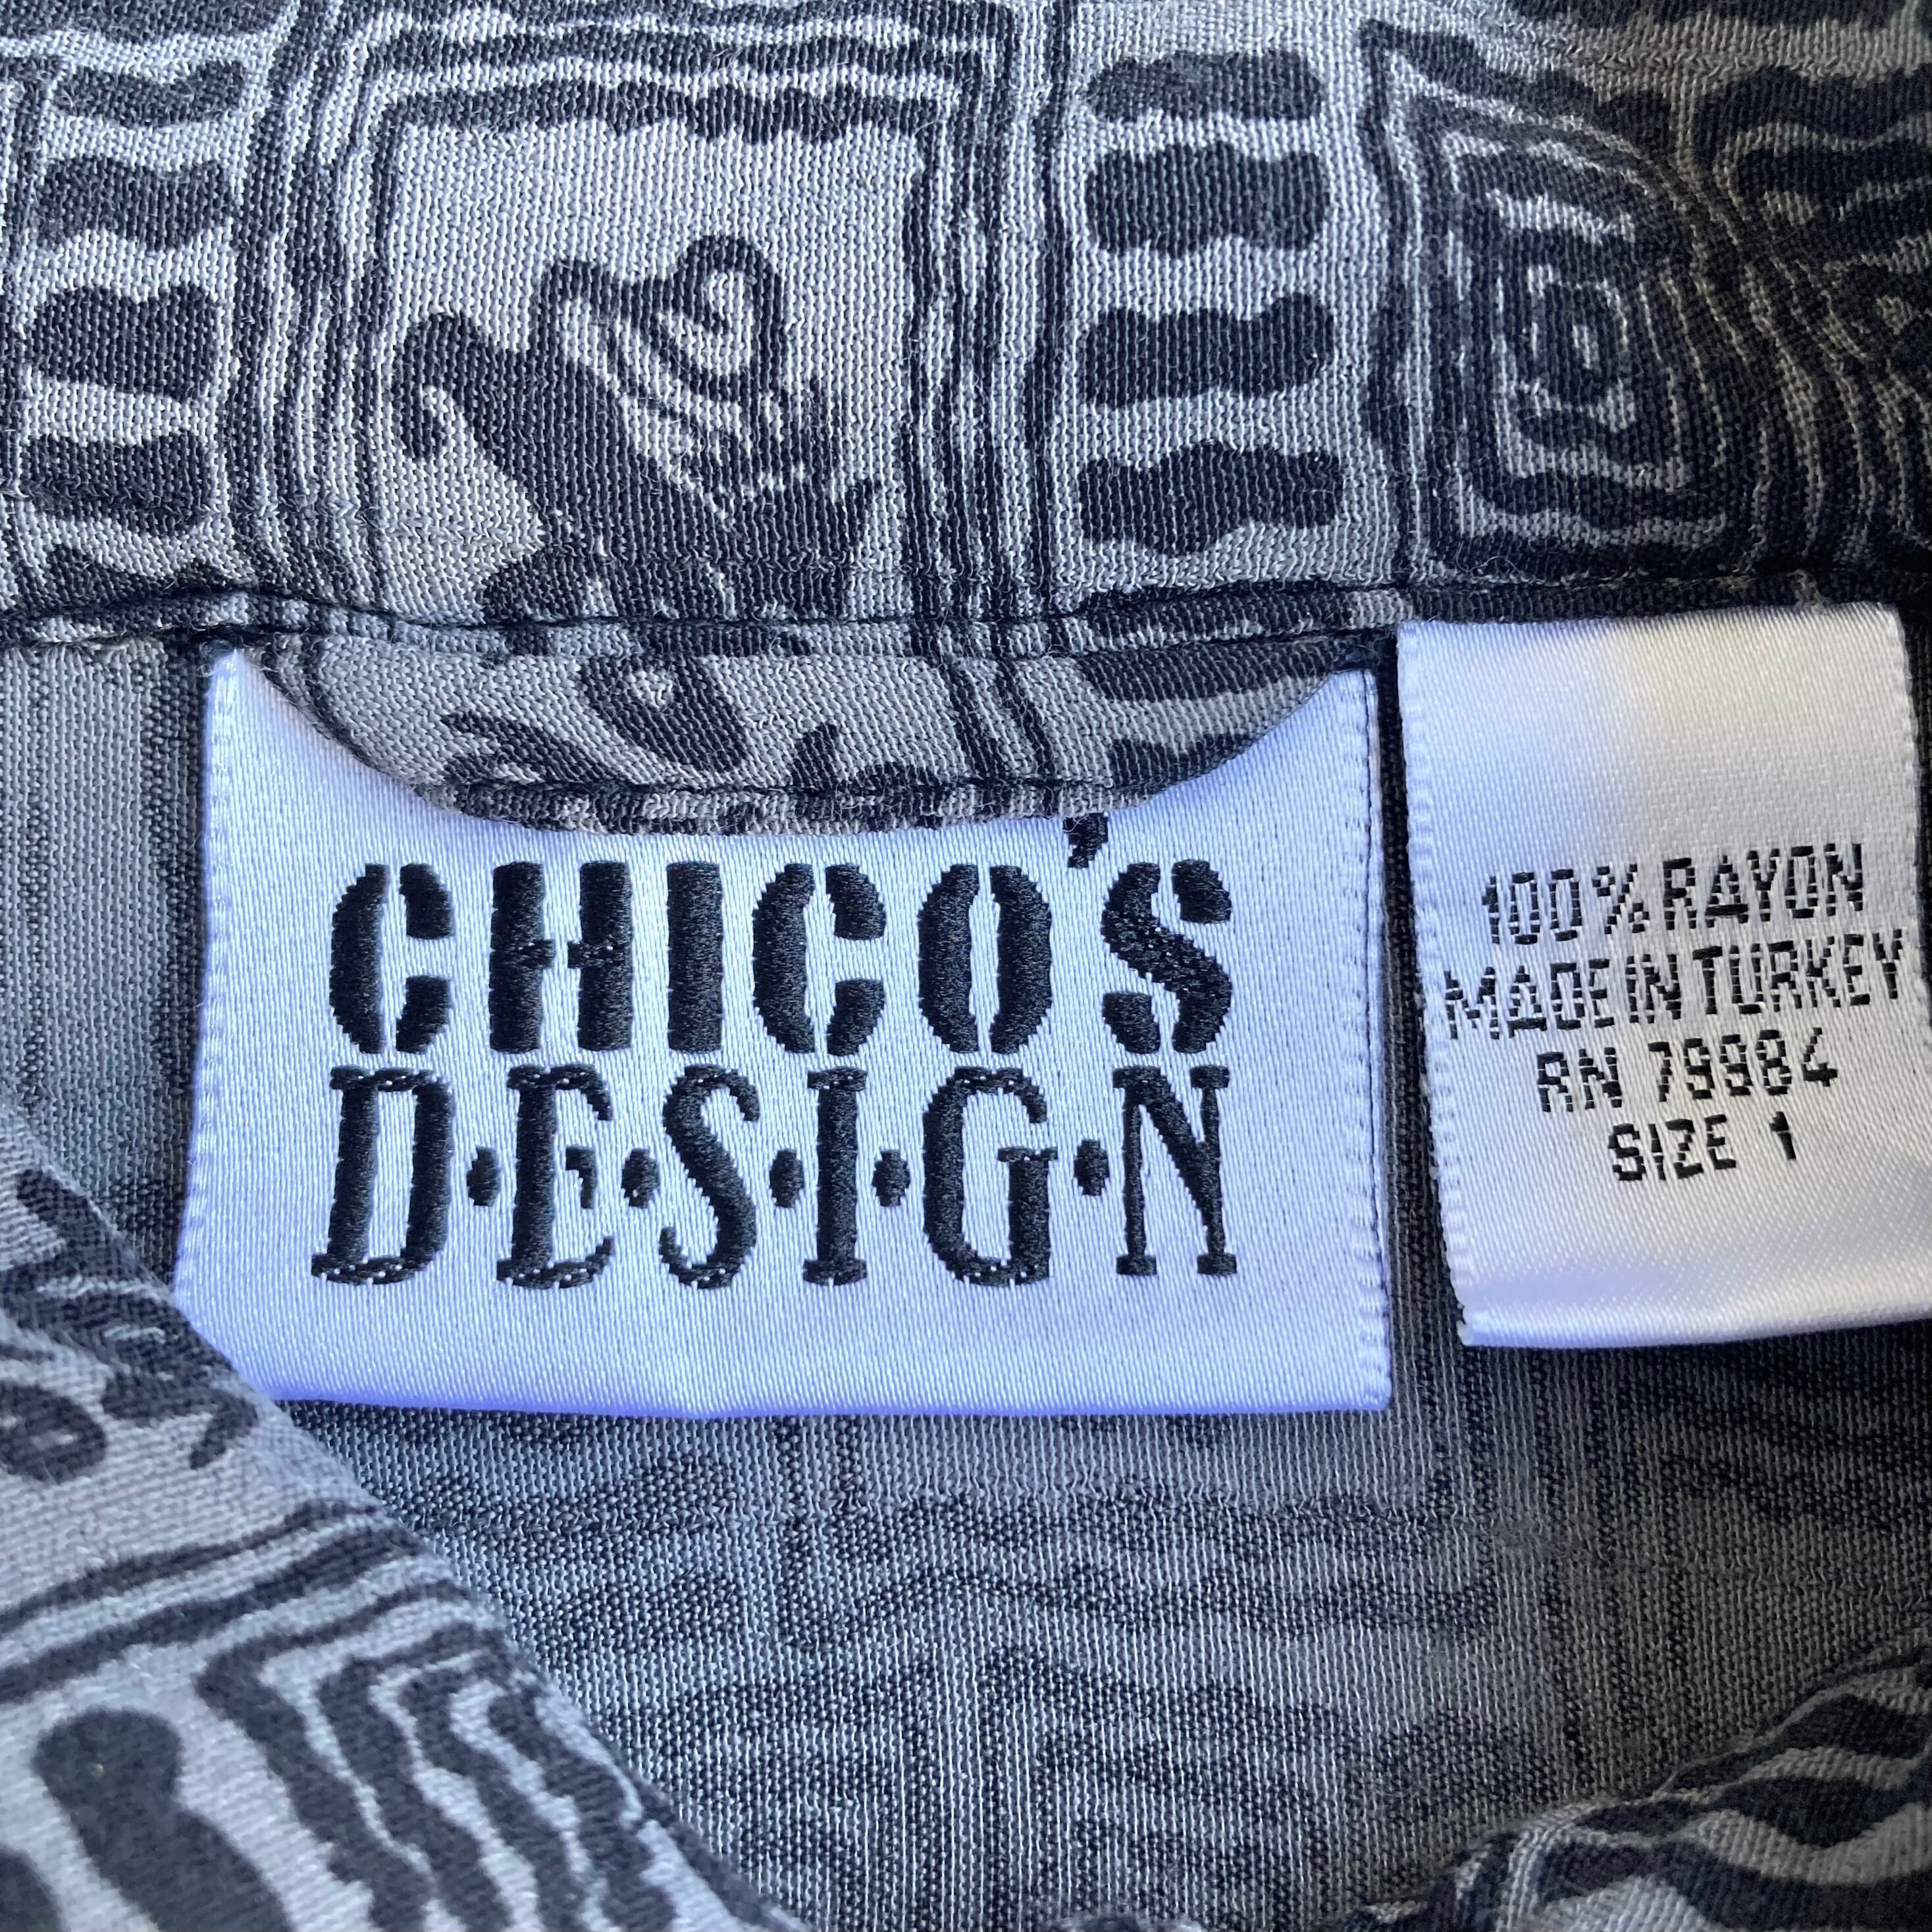 CHICO'S
D·E·S·I·G·N
100% RAYON
MADE IN TURKEY
RN 79984
SIZE 1